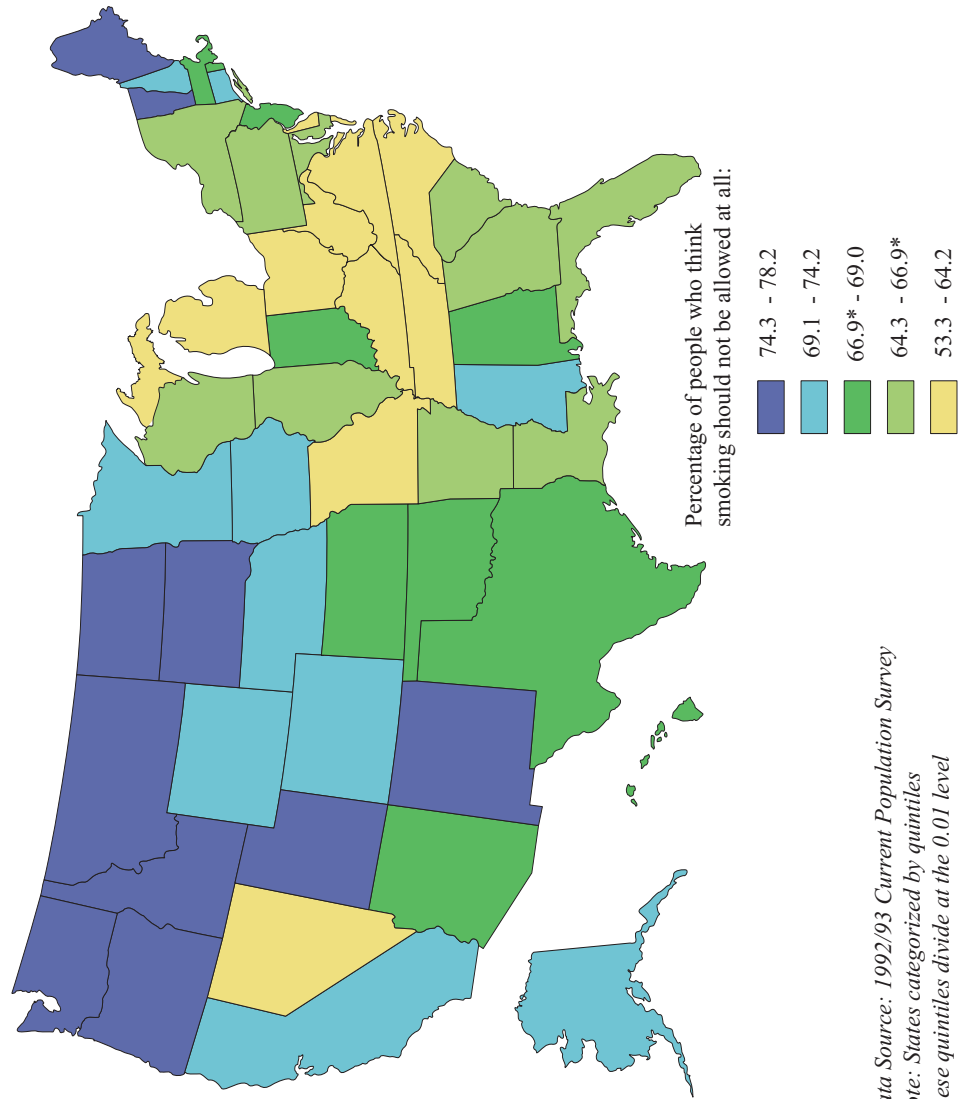 Percentage of people who think
smoking should not be allowed at all:
74.3 - 78.2
69.1 - 74.2
66.9* - 69.0
64.3 - 66.9*
53.3 - 64.2
Source: 1992/93 Current Population Survey
States categorized by quintiles
quintiles divide at the 0.01 level